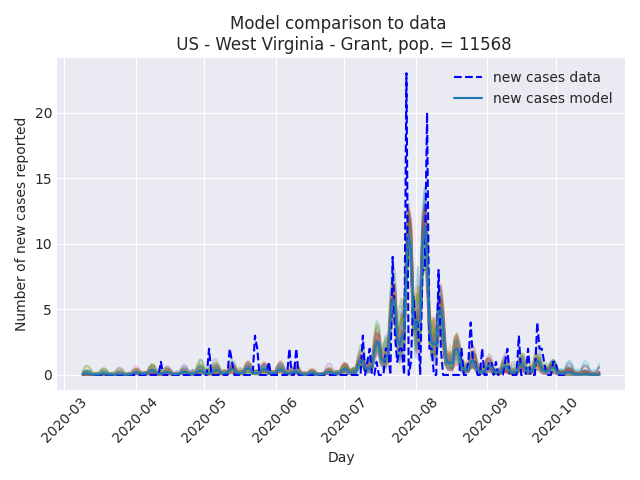 Model comparison to data
US - West Virginia - Grant, pop. = 11568
new cases data
new cases model
Number of new cases reported
20
15
10
5
0
2020-03
2020-04
2020-05
2020-06
2020-07
2020-08
2020-09
2020-10
Day